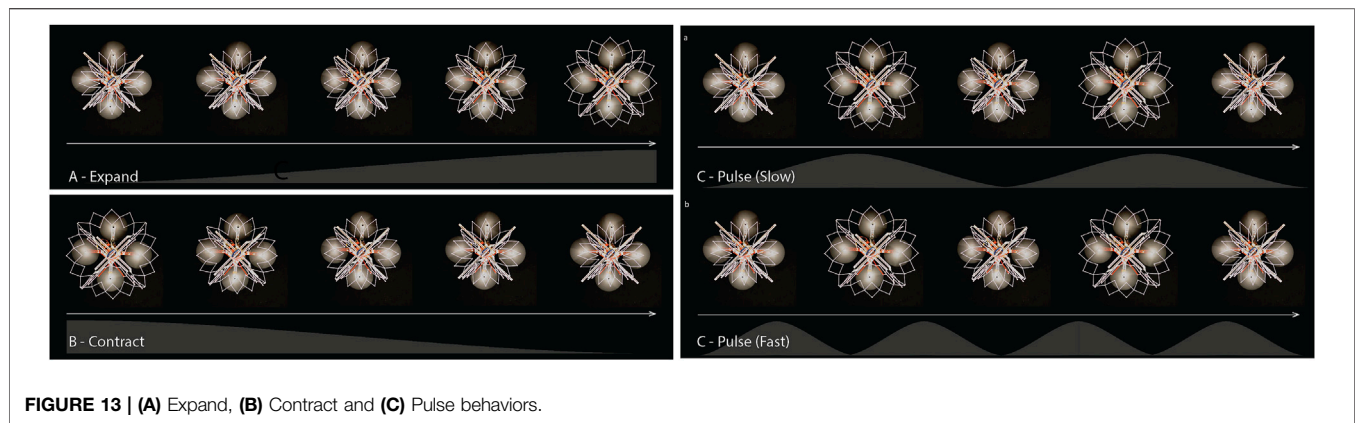 C
A - Expand
B - Contract
a
C - Pulse (Slow)
b
C - Pulse (Fast)
FIGURE 13 | (A) Expand, (B) Contract and (C) Pulse behaviors.